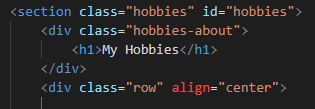 <section class="hobbies" id="hobbies">
<div class="hobbies-about">
<h1>My Hobbies</h1>
</div>
<div class="row" align="center">